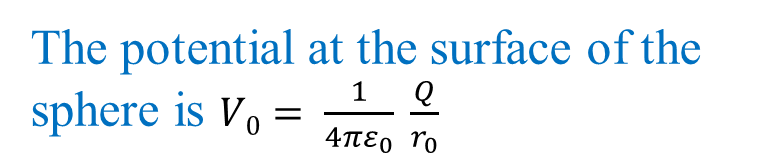 The potential at the surface of the
sphere is V₀ = 1/(4πε₀) Q/r₀